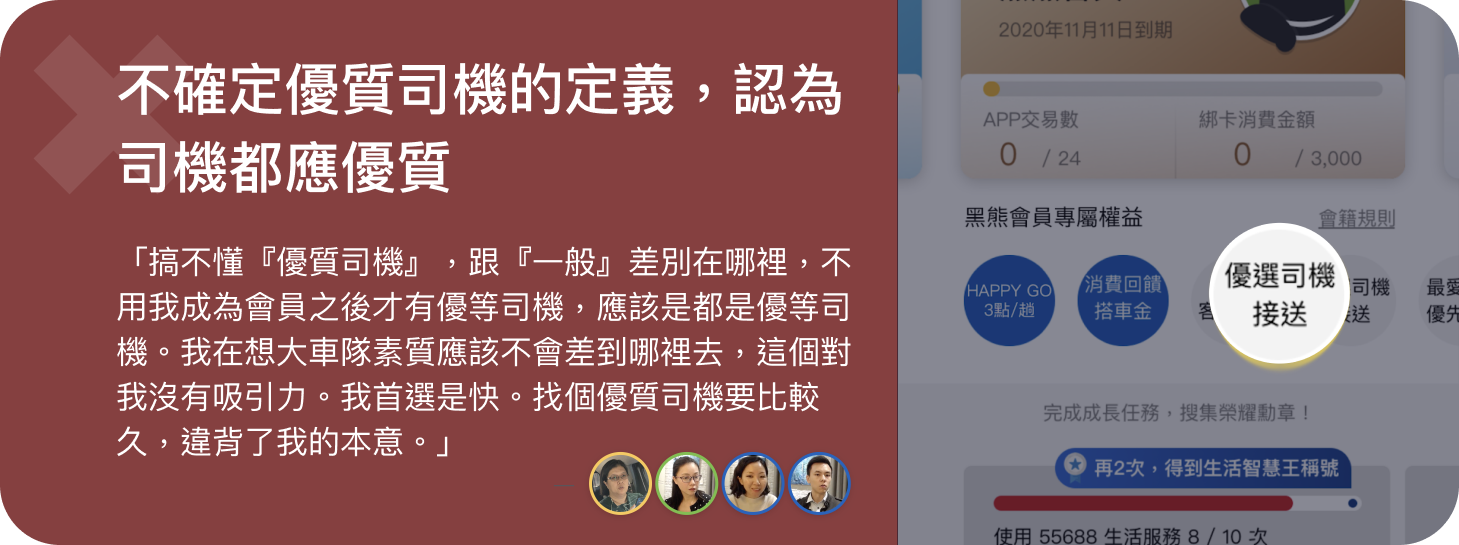 不確定優質司機的定義，認為
司機都應優質
「搞不懂『優質司機』，跟『一般』差別在哪裡，不
用我成為會員之後才有優等司機，應該是都是優等司
機。我在想大車隊素質應該不會差到哪裡去，這個對
我沒有吸引力。我首選是快。找個優質司機要比較
久，違背了我的本意。」
2020年11月11日到期
APP交易數
綁卡消費金額
0 / 24
0 / 3,000
黑熊會員專屬權益
會籍規則
HAPPY GO
3點/趟
消費回饋
搭車金
客
優選司機
接送
司機
接送
最愛
優先
完成成長任務，搜集榮耀勳章！
再2次，得到生活智慧王稱號
使用 55688 生活服務 8 / 10 次